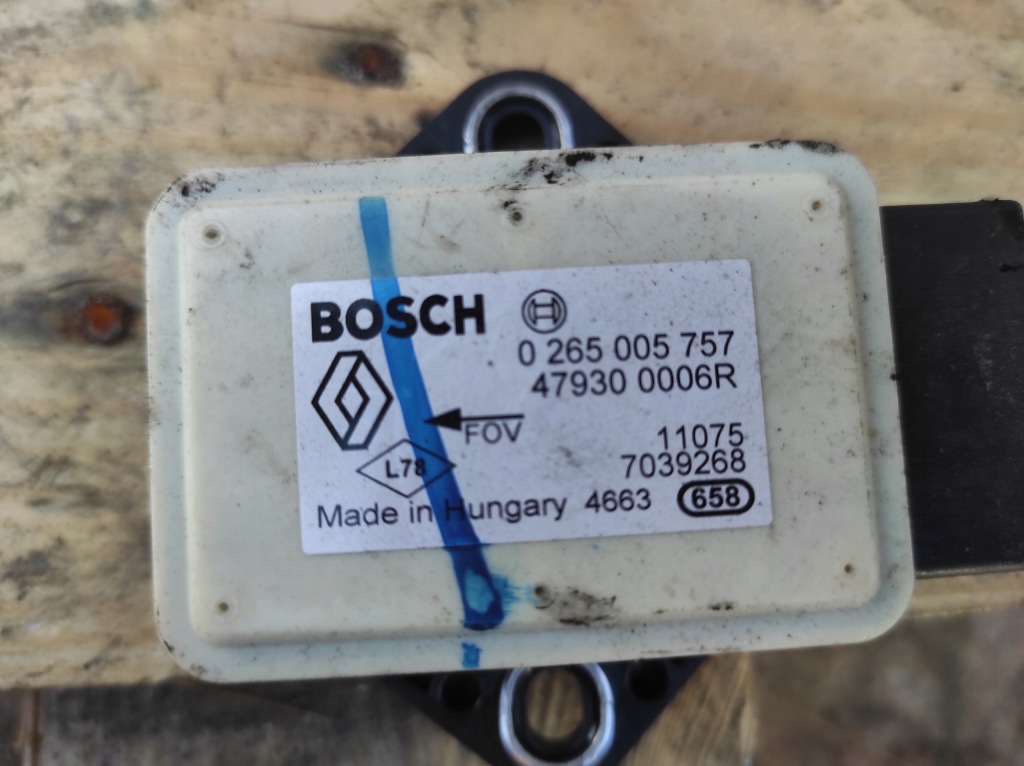 BOSCH
0 265 005 757
47930 0006R
FOV
11075
L78
7039268
Made in Hungary 4663 658